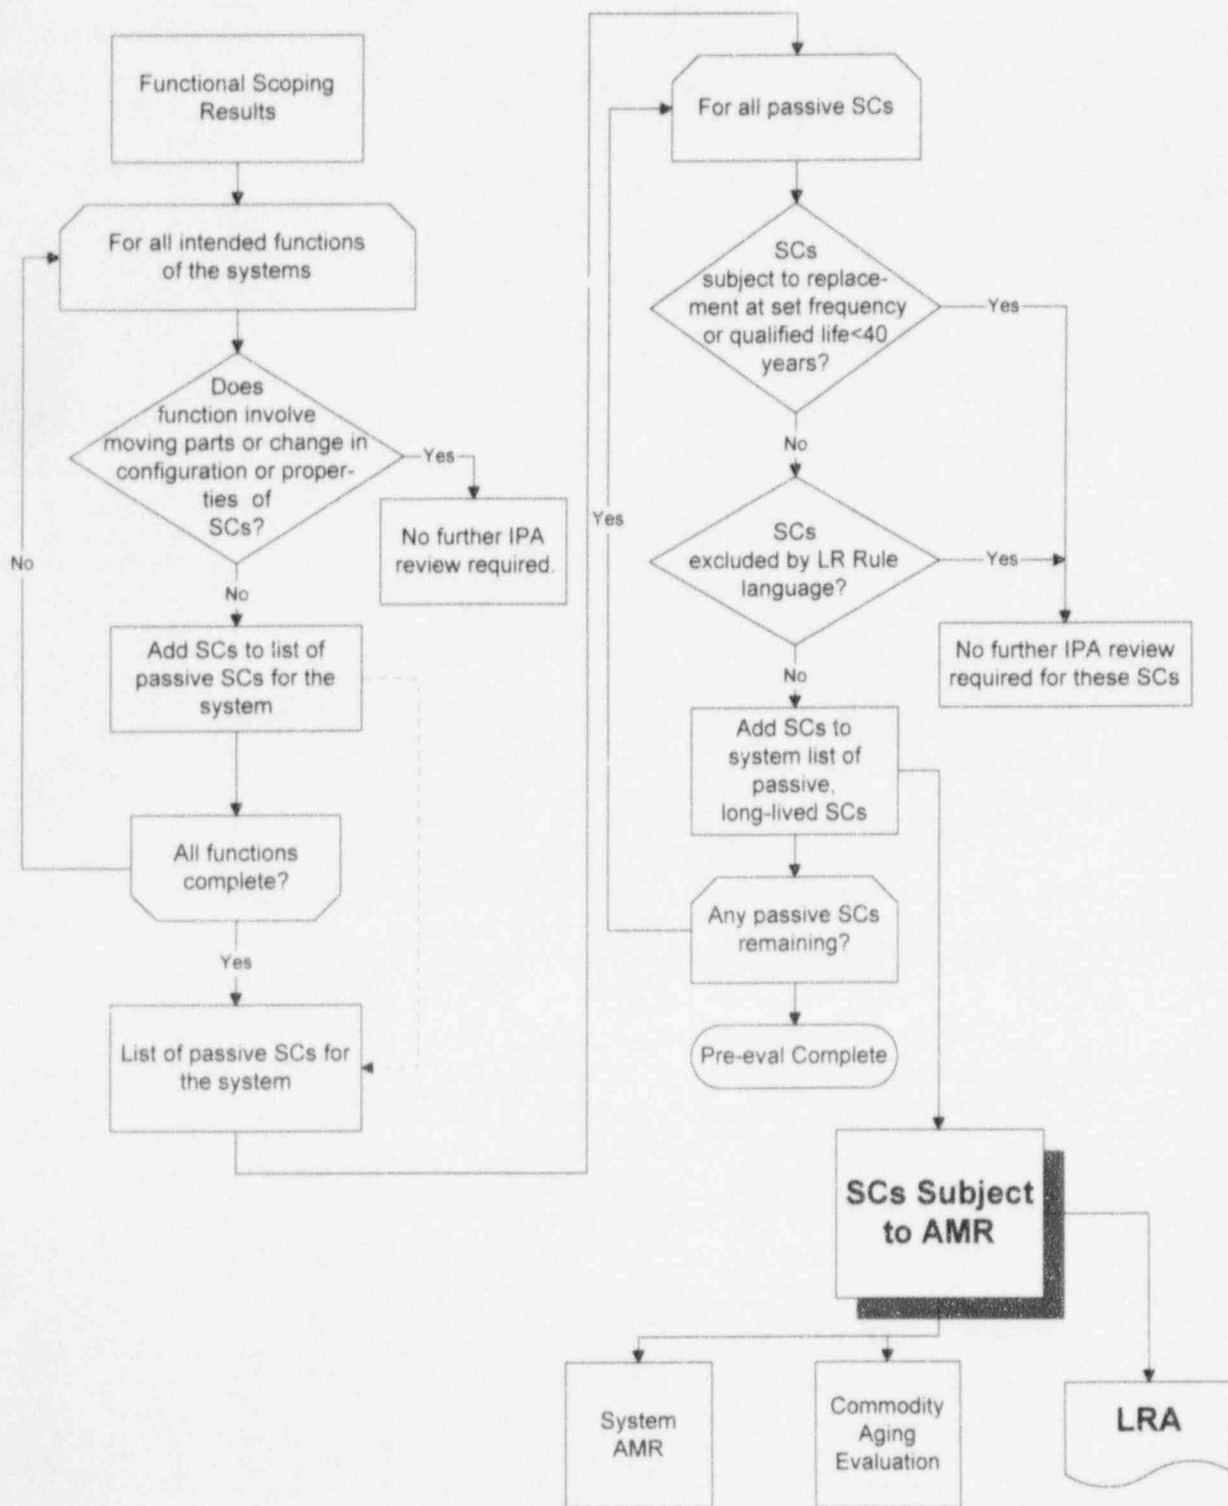 Functional Scoping
Results
For all intended functions
of the systems
Does
function involve
moving parts or change in
configuration or proper-
ties of
SCs?
Yes
No further IPA
review required.
No
No
Add SCs to list of
passive SCs for the
system
All functions
complete?
Yes
List of passive SCs for
the system
For all passive SCs
SCs
subject to replace-
ment at set frequency
or qualified life<40
years?
Yes
No
Yes
SCs
excluded by LR Rule
language?
Yes
No further IPA review
required for these SCs
No
Add SCs to
system list of
passive,
long-lived SCs
Any passive SCs
remaining?
Pre-eval Complete
SCs Subject
to AMR
System
AMR
Commodity
Aging
Evaluation
LRA